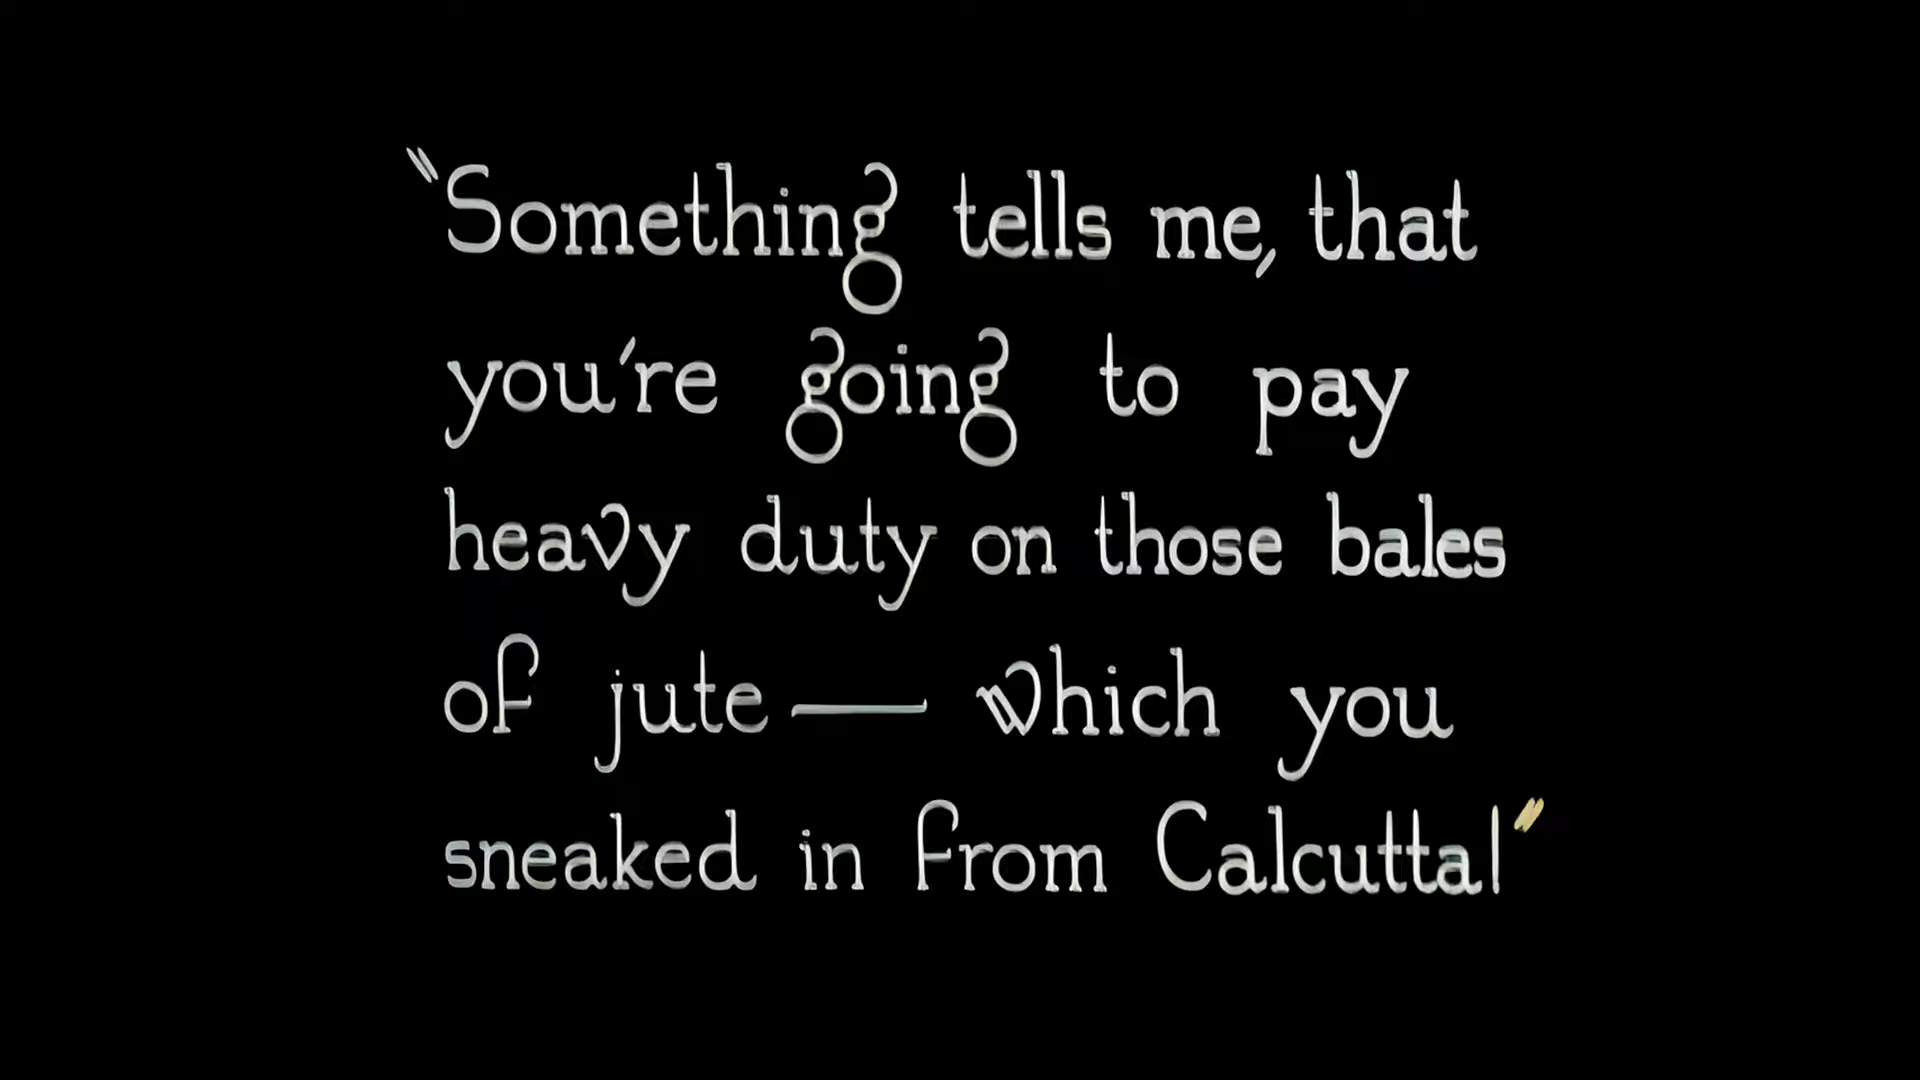 "Something tells me, that
you're going to pay
heavy duty on those bales
of jute — which you
sneaked in from Calcutta!"